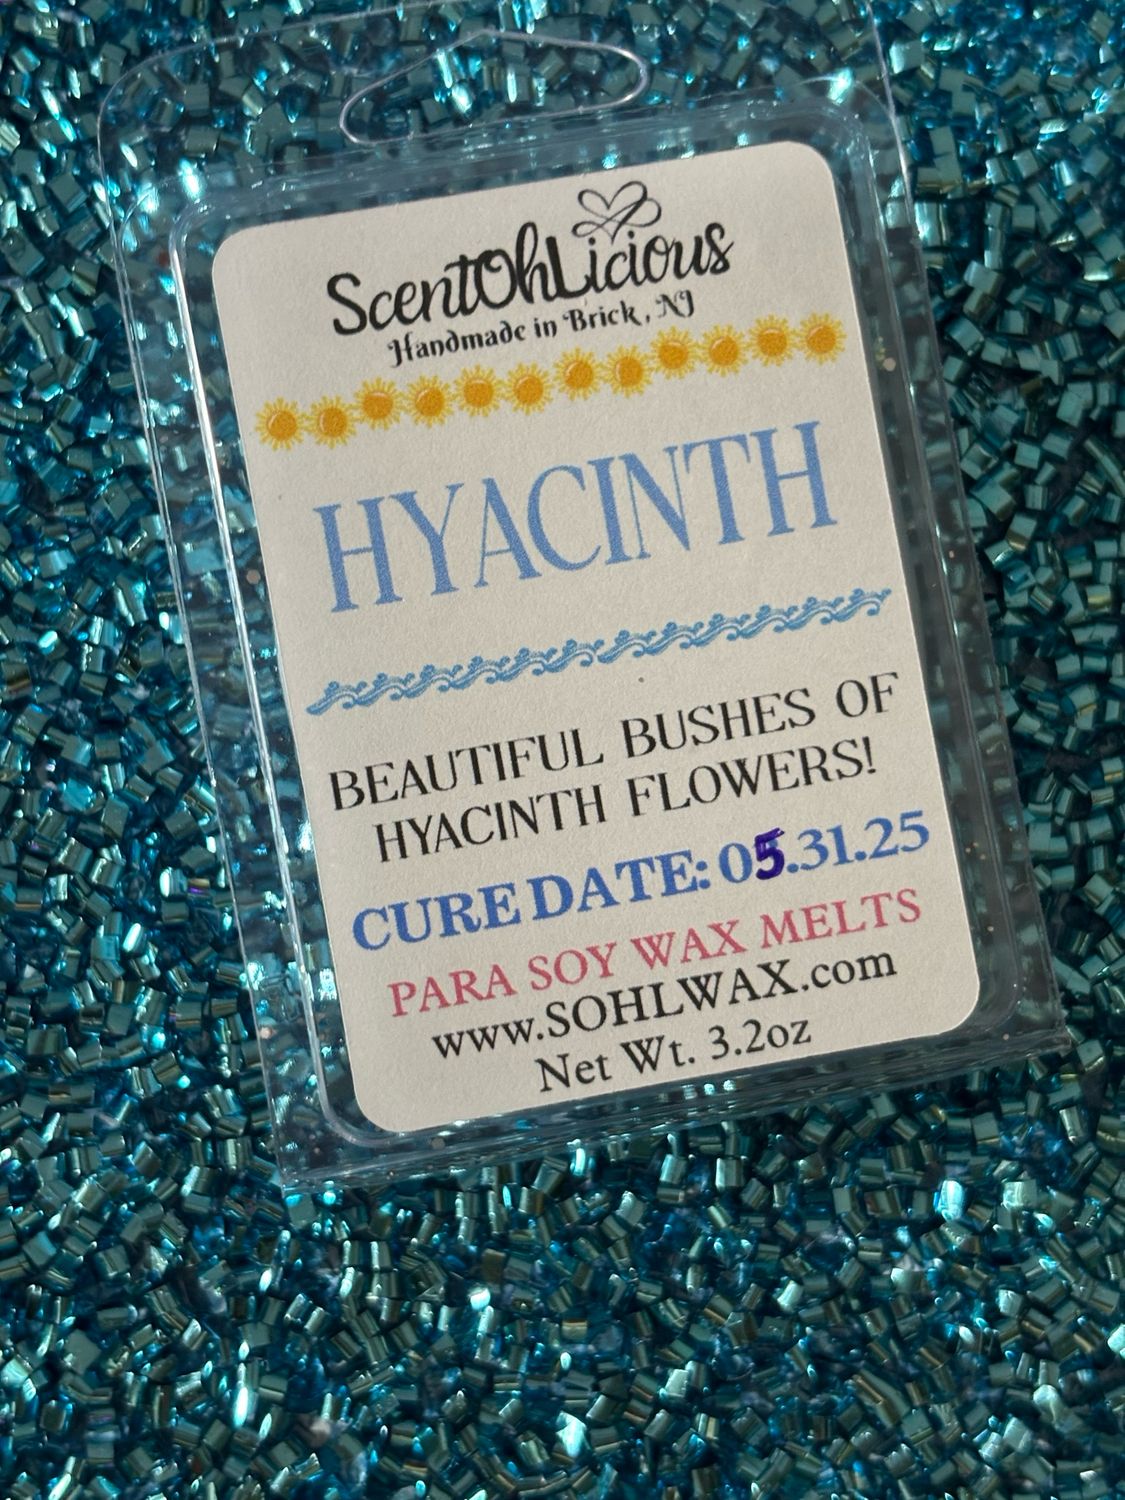 ScentOhLicious
Handmade in Brick, NJ
HYACINTH
BEAUTIFUL BUSHES OF
HYACINTH FLOWERS!
CURE DATE: 05.31.25
PARA SOY WAX MELTS
www.SOHLWAX.com
Net Wt. 3.2oz